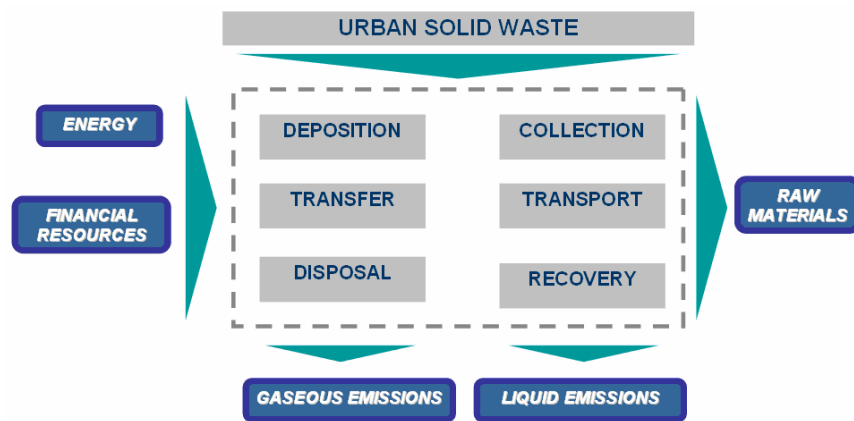 URBAN SOLID WASTE
ENERGY
FINANCIAL
RESOURCES
DEPOSITION
COLLECTION
TRANSFER
TRANSPORT
DISPOSAL
RECOVERY
RAW
MATERIALS
GASEOUS EMISSIONS
LIQUID EMISSIONS